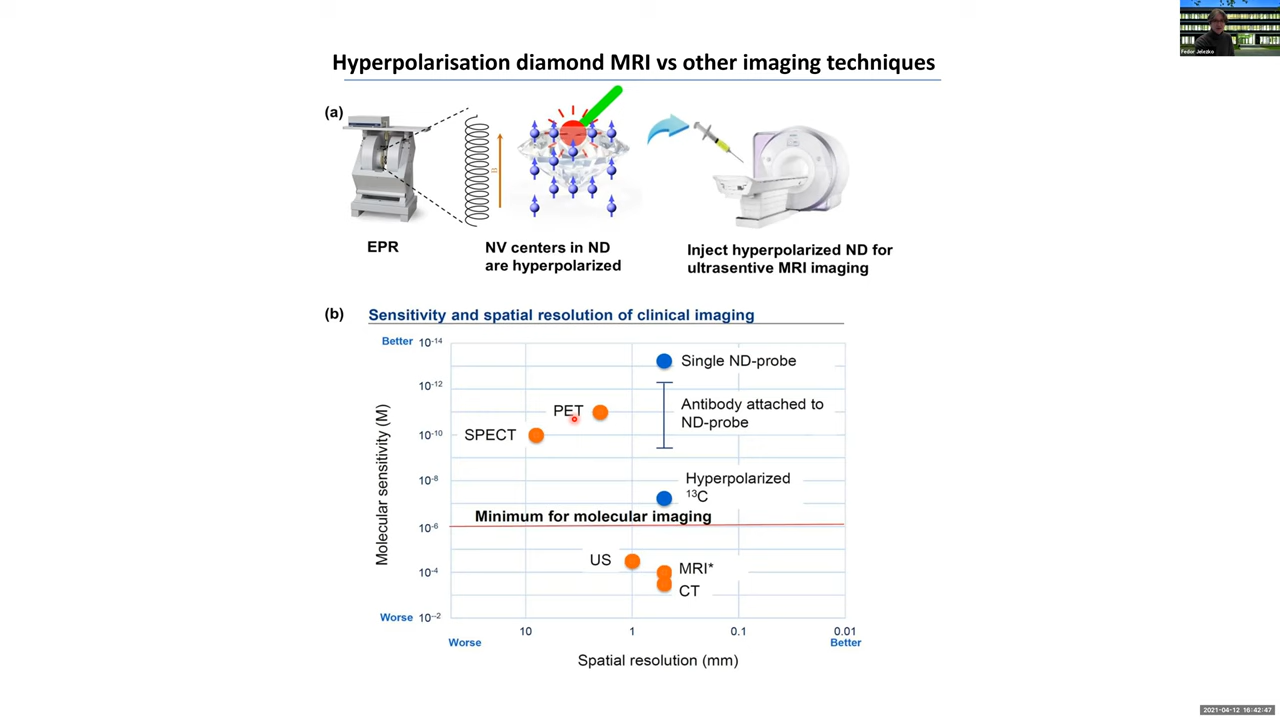 Hyperpolarisation diamond MRI vs other imaging techniques
Fedor Jelezko
(a)
B
EPR
NV centers in ND
are hyperpolarized
Inject hyperpolarized ND for
ultrasentive MRI imaging
(b)
Sensitivity and spatial resolution of clinical imaging
Better
10⁻¹⁴
10⁻¹²
10⁻¹⁰
10⁻⁸
10⁻⁶
10⁻⁴
Worse
10⁻²
Molecular sensitivity (M)
Single ND-probe
Antibody attached to
ND-probe
PET
SPECT
Hyperpolarized
¹³C
Minimum for molecular imaging
US
MRI*
CT
10
1
0.1
0.01
Worse
Better
Spatial resolution (mm)
2021-04-12 16:42:47